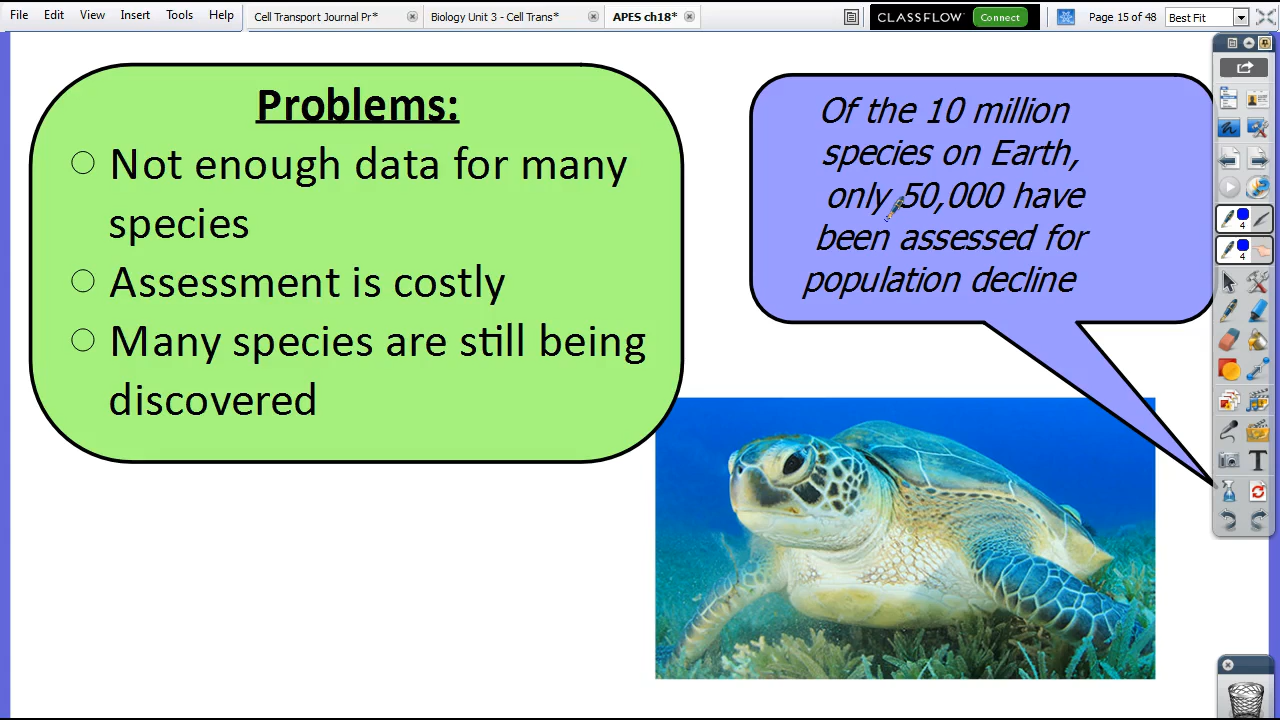 File Edit View Insert Tools Help
Cell Transport Journal Pr*
Biology Unit 3 - Cell Trans*
APES ch18*
CLASSFLOW Connect
Page 15 of 48
Best Fit
Problems:
Not enough data for many
species
Assessment is costly
Many species are still being
discovered
Of the 10 million
species on Earth,
only 50,000 have
been assessed for
population decline
4
4
T